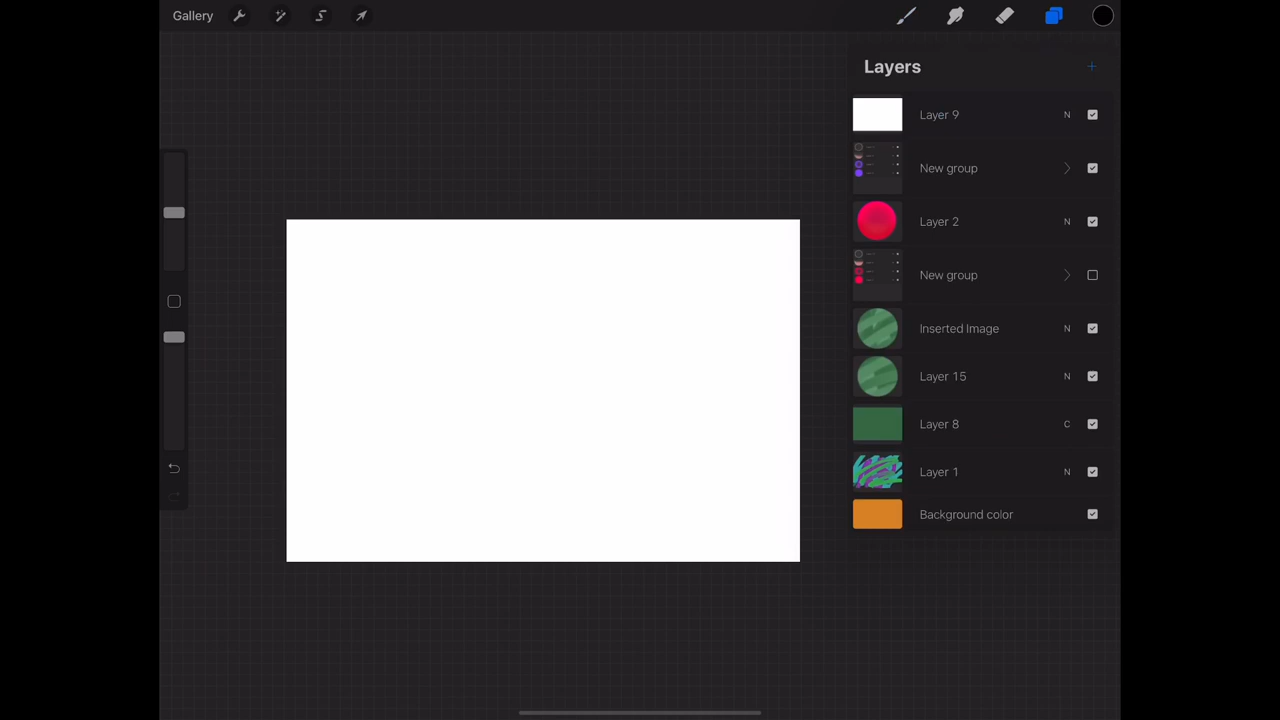 Gallery
Layers
Layer 9 N
New group
Layer 2 N
New group
Inserted Image N
Layer 15 N
Layer 8 C
Layer 1 N
Background color